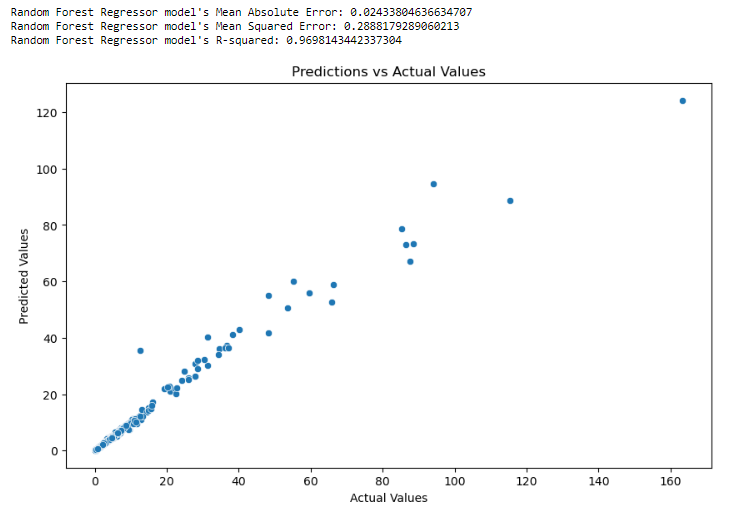 Random Forest Regressor model's Mean Absolute Error: 0.02433804636634707
Random Forest Regressor model's Mean Squared Error: 0.2888179289060213
Random Forest Regressor model's R-squared: 0.9698143442337304
Predictions vs Actual Values
120
100
80
60
40
20
0
Predicted Values
0 20 40 60 80 100 120 140 160
Actual Values